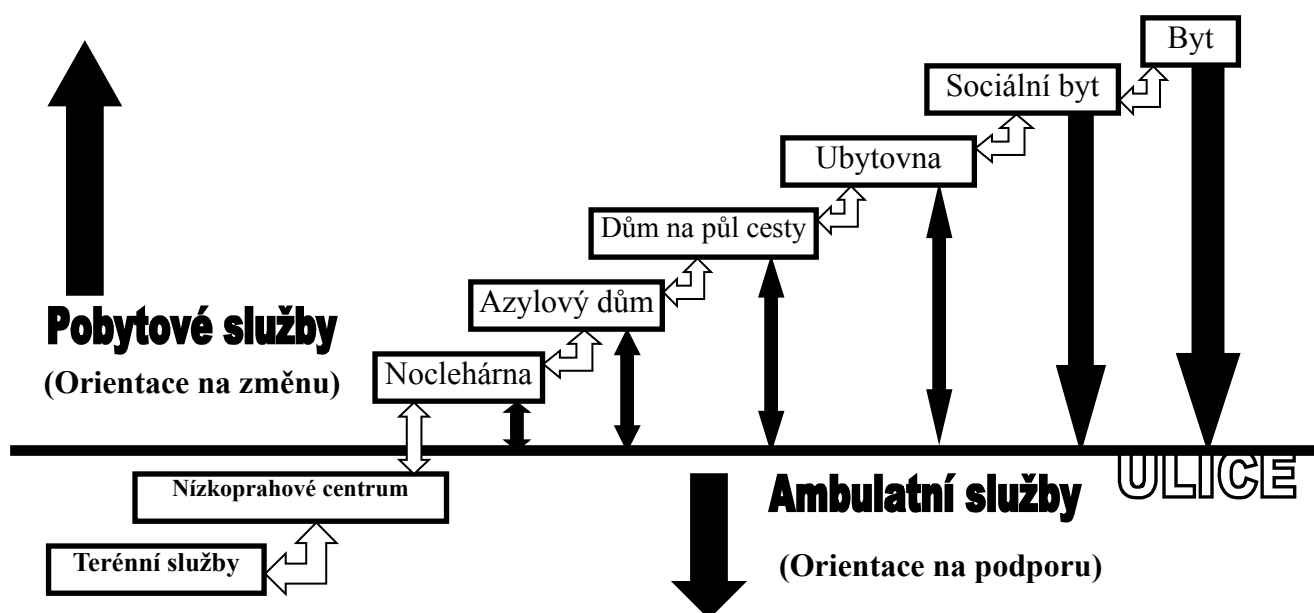 Byt
Sociální byt
Ubytovna
Dům na půl cesty
Azylový dům
Pobytové služby
(Orientace na změnu)
Noclehárna
ULICE
Nízkoprahové centrum
Ambulatní služby
Terénní služby
(Orientace na podporu)